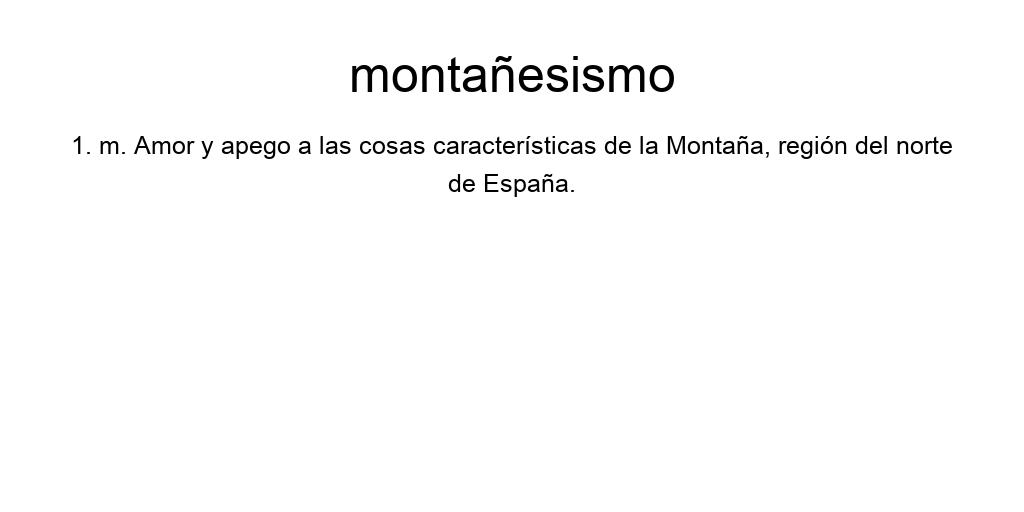 montañesismo
1. m. Amor y apego a las cosas características de la Montaña, región del norte
de España.